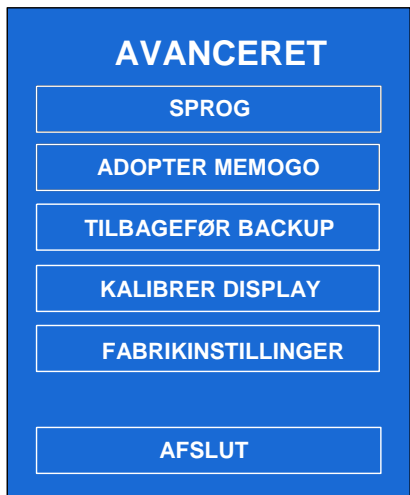 AVANCERET
SPROG
ADOPTER MEMOGO
TILBAGEFØR BACKUP
KALIBRER DISPLAY
FABRIKINSTILLINGER
AFSLUT